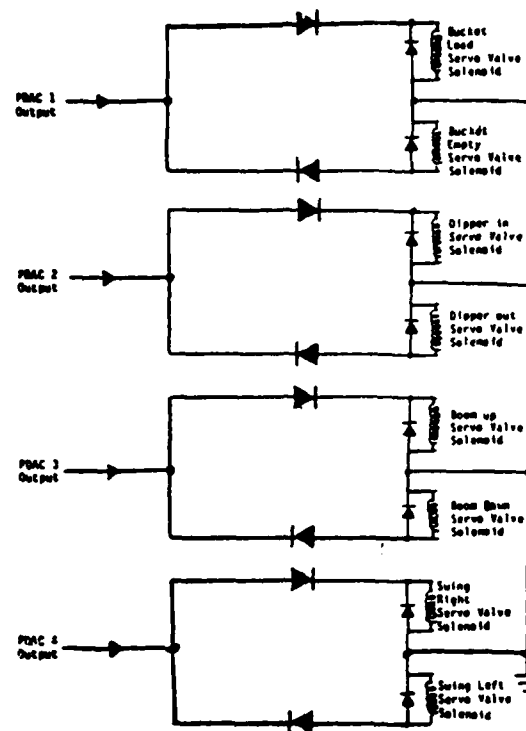 Bucket
Load
Servo Valve
Solenoid
PDAC 1
Output
Bucket
Empty
Servo Valve
Solenoid
Dipper in
Servo Valve
Solenoid
PDAC 2
Output
Dipper out
Servo Valve
Solenoid
Boom up
Servo Valve
Solenoid
PDAC 3
Output
Boom Down
Servo Valve
Solenoid
Swing
Right
Servo Valve
Solenoid
PDAC 4
Output
Swing Left
Servo Valve
Solenoid